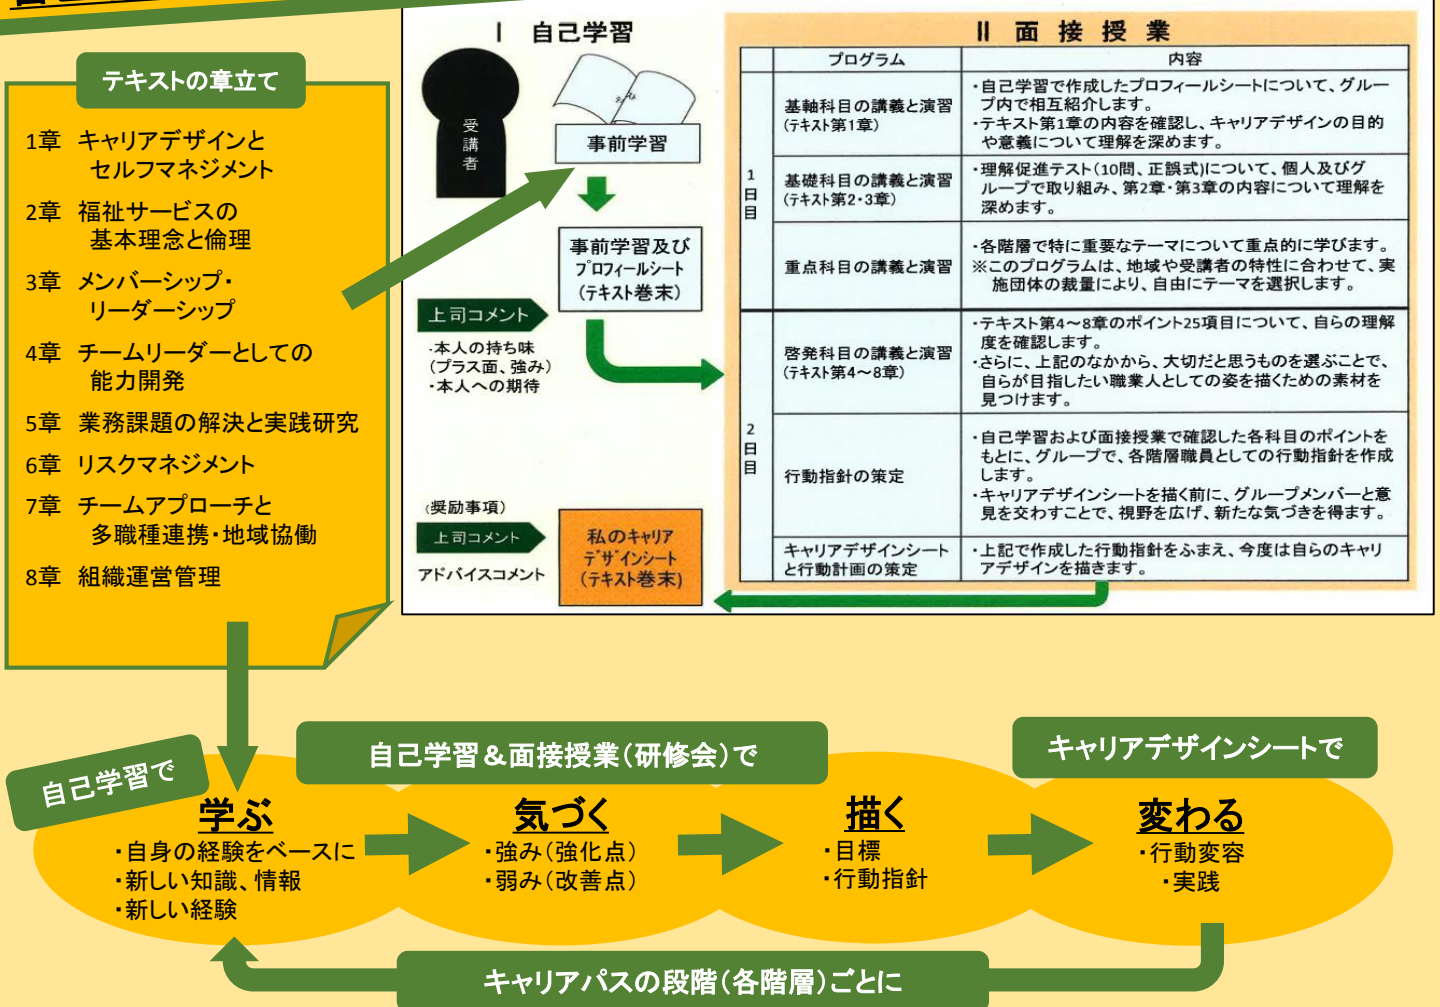 テキストの章立て
1章 キャリアデザインと
セルフマネジメント
2章 福祉サービスの
基本理念と倫理
3章 メンバーシップ・
リーダーシップ
4章 チームリーダーとしての
能力開発
5章 業務課題の解決と実践研究
6章 リスクマネジメント
7章 チームアプローチと
多職種連携・地域協働
8章 組織運営管理
Ⅰ 自己学習
受講者
事前学習
事前学習及び
プロフィールシート
(テキスト巻末)
上司コメント
・本人の持ち味
(プラス面、強み)
・本人への期待
(奨励事項)
上司コメント
アドバイスコメント
私のキャリア
デザインシート
(テキスト巻末)
Ⅱ 面接授業
プログラム
内容
1日目
基軸科目の講義と演習
(テキスト第1章)
・自己学習で作成したプロフィールシートについて、グルー
プ内で相互紹介します。
・テキスト第1章の内容を確認し、キャリアデザインの目的
や意義について理解を深めます。
基礎科目の講義と演習
(テキスト第2・3章)
・理解促進テスト(10問、正誤式)について、個人及びグ
ループで取り組み、第2章・第3章の内容について理解を
深めます。
重点科目の講義と演習
・各階層で特に重要なテーマについて重点的に学びます。
※このプログラムは、地域や受講者の特性に合わせて、実
施団体の裁量により、自由にテーマを選択します。
2日目
啓発科目の講義と演習
(テキスト第4～8章)
・テキスト第4～8章のポイント25項目について、自らの理解
度を確認します。
・さらに、上記のなかから、大切だと思うものを選ぶことで、
自らが目指したい職業人としての姿を描くための素材を
見つけます。
行動指針の策定
・自己学習および面接授業で確認した各科目のポイントを
もとに、グループで、各階層職員としての行動指針を作成
します。
・キャリアデザインシートを描く前に、グループメンバーと意
見を交わすことで、視野を広げ、新たな気づきを得ます。
キャリアデザインシート
と行動計画の策定
・上記で作成した行動指針をふまえ、今度は自らのキャリ
アデザインを描きます。
自己学習で
自己学習&面接授業(研修会)で
キャリアデザインシートで
学ぶ
・自身の経験をベースに
・新しい知識、情報
・新しい経験
気づく
・強み(強化点)
・弱み(改善点)
描く
・目標
・行動指針
変わる
・行動変容
・実践
キャリアパスの段階(各階層)ごとに